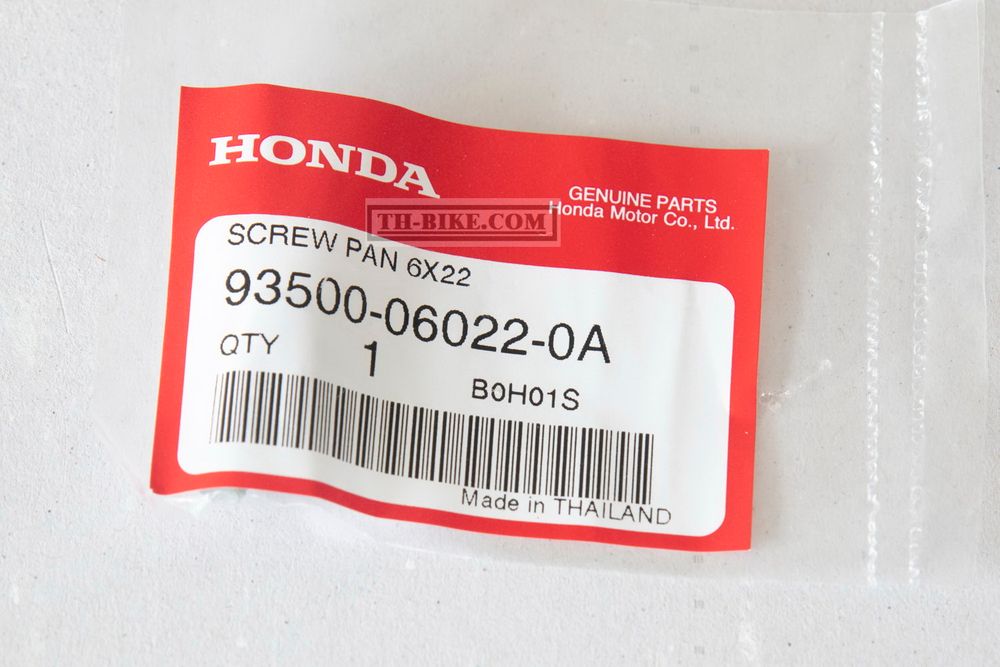 HONDA
GENUINE PARTS
Honda Motor Co., Ltd.
TH-BIKE.COM
SCREW PAN 6X22
93500-06022-0A
QTY 1
B0H01S
Made in THAILAND